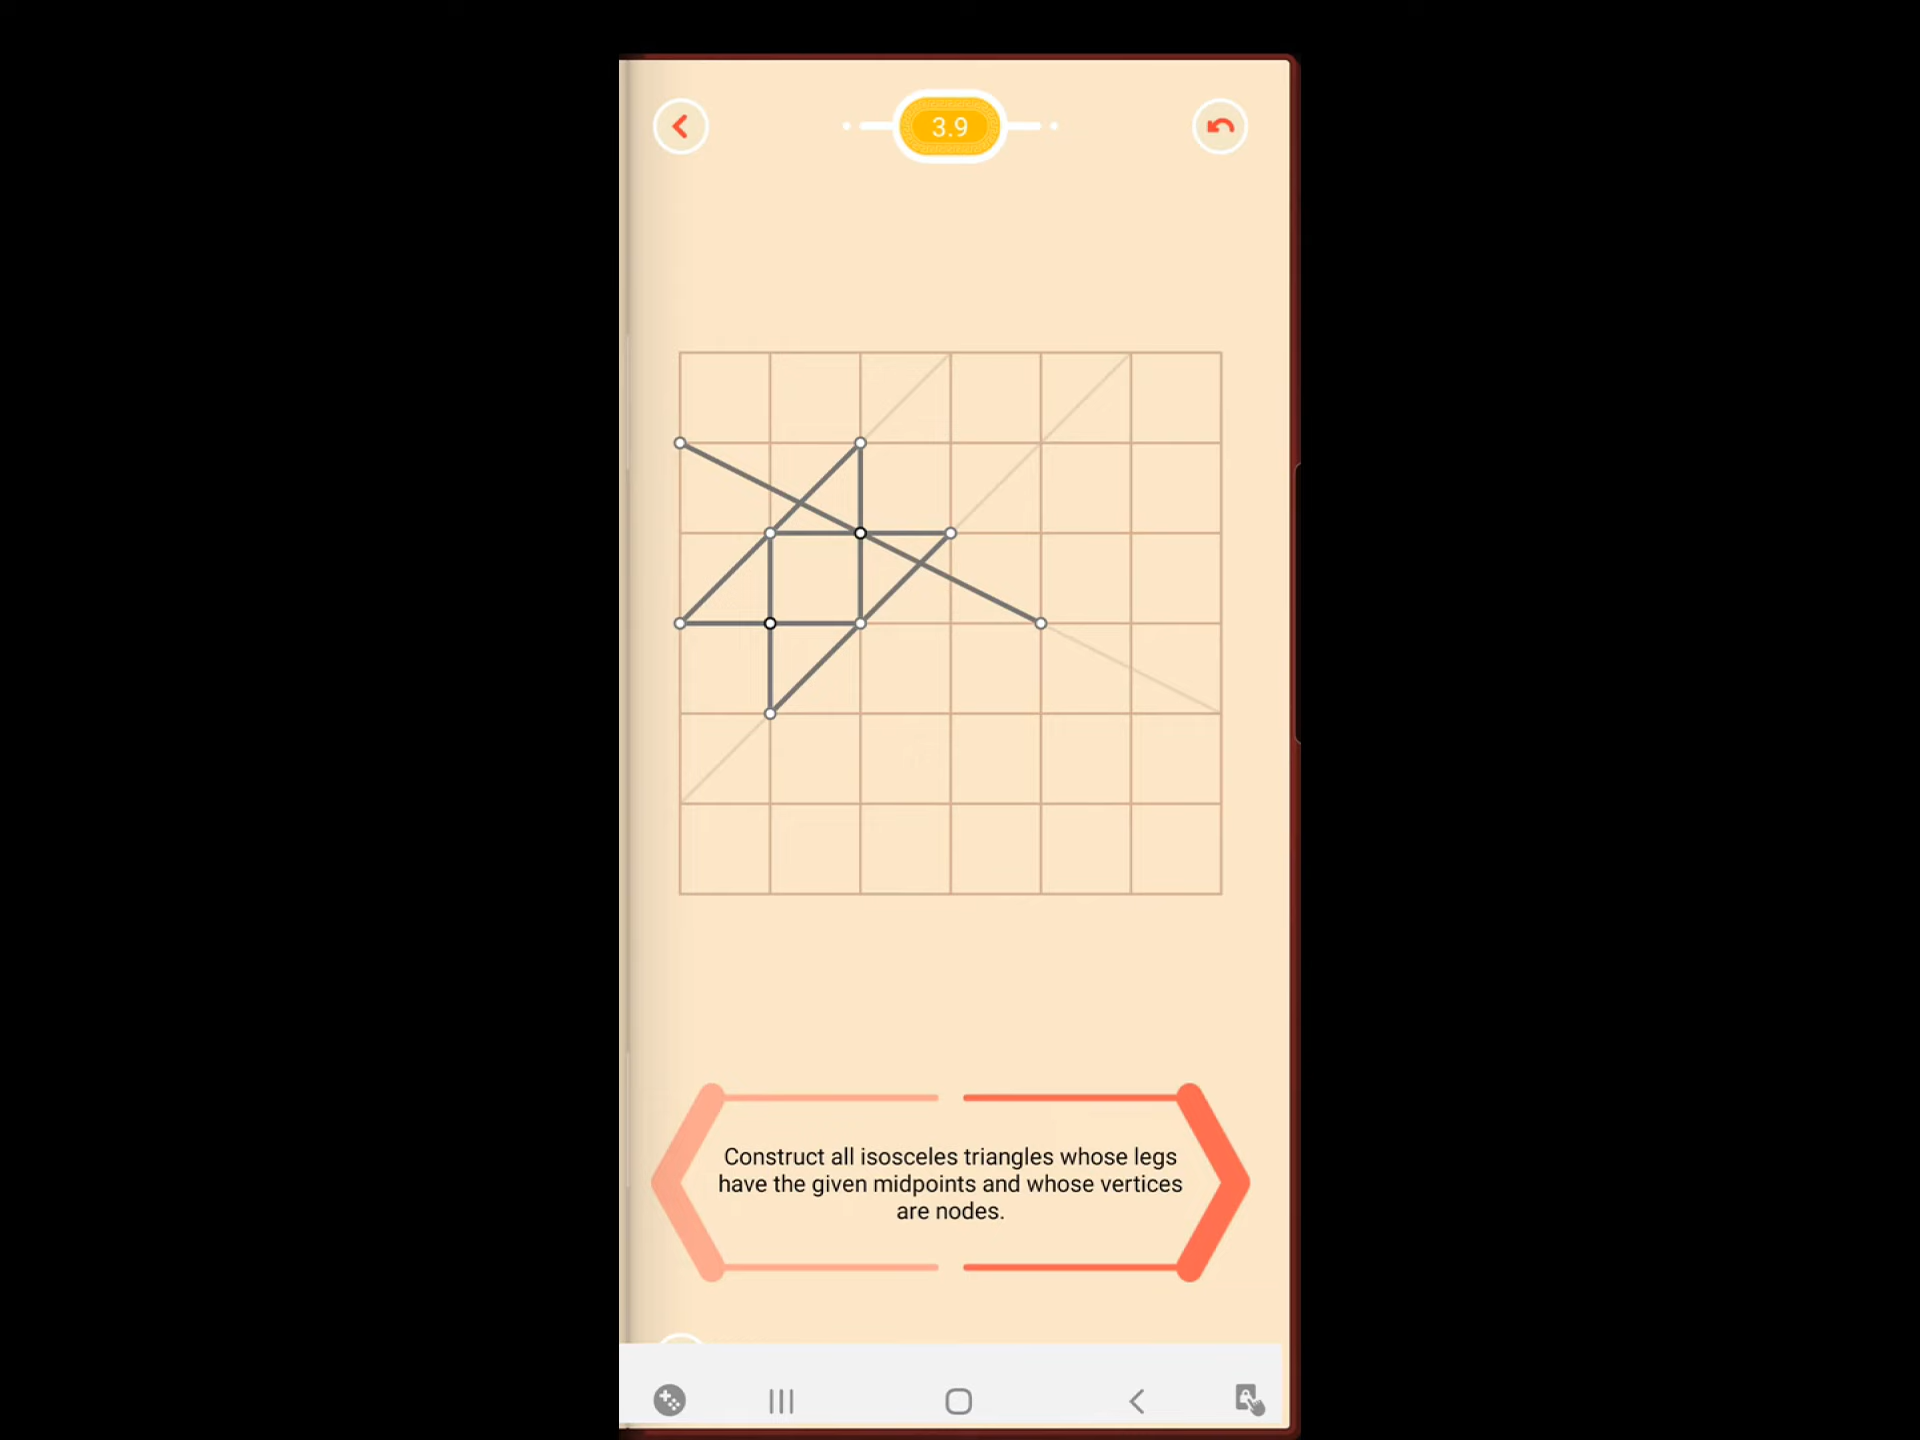 3.9
Construct all isosceles triangles whose legs
have the given midpoints and whose vertices
are nodes.